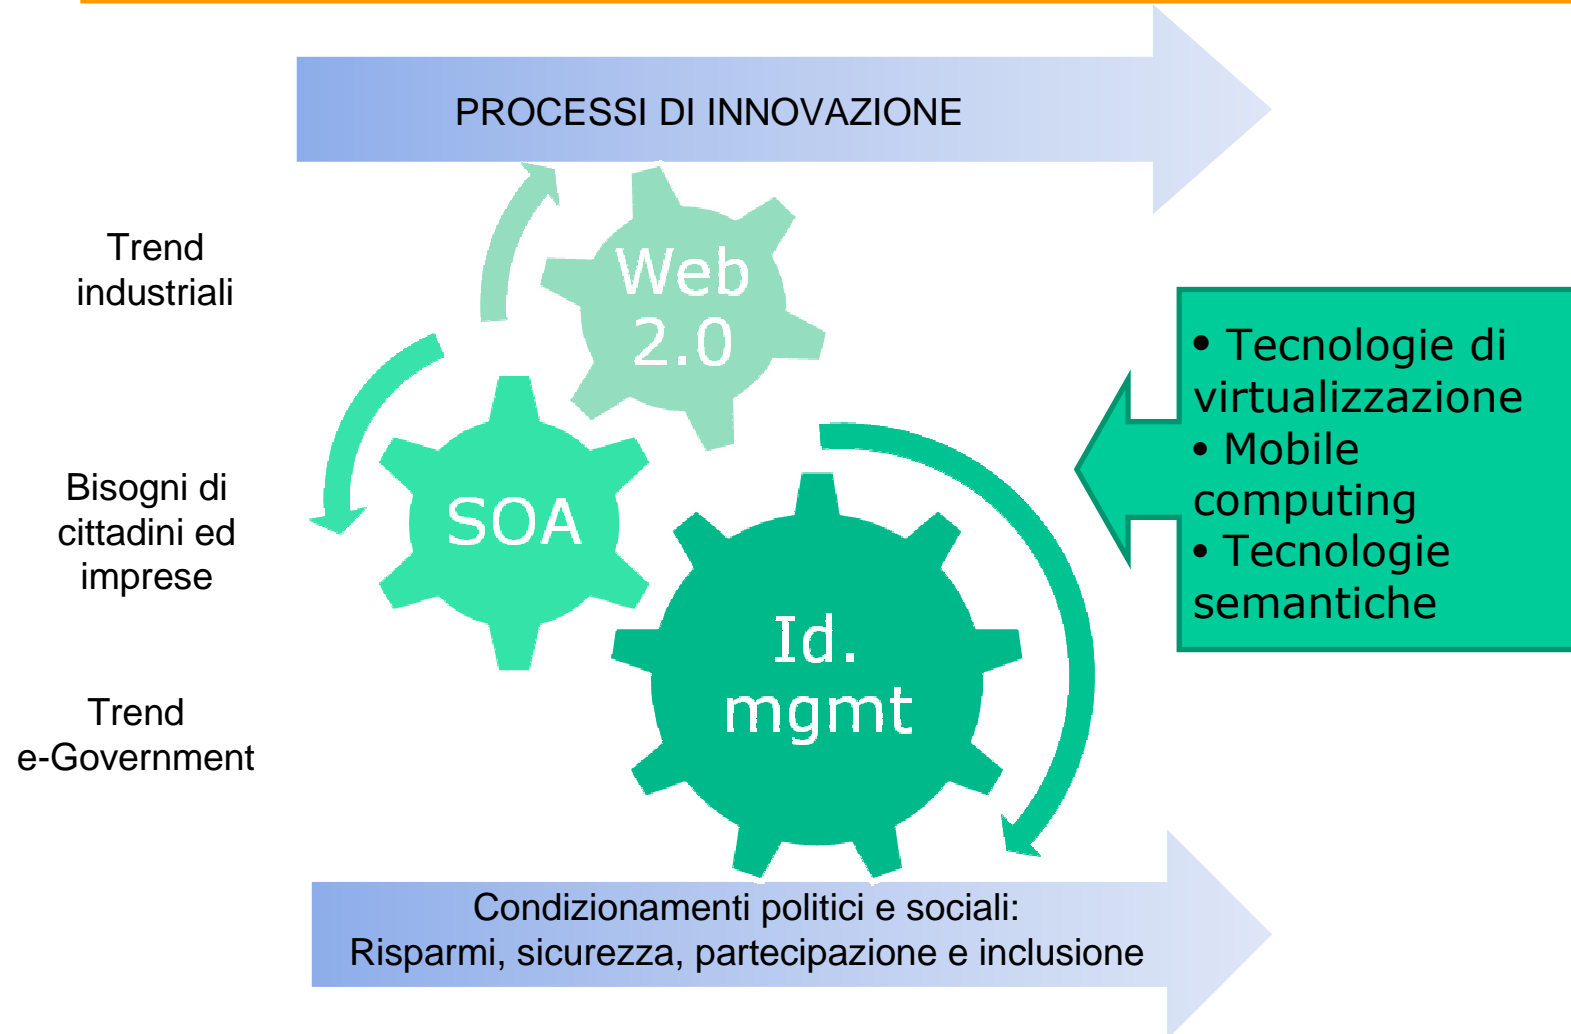 PROCESSI DI INNOVAZIONE
Trend
industriali
Web
2.0
Bisogni di
cittadini ed
imprese
SOA
Trend
e-Government
Id.
mgmt
• Tecnologie di
virtualizzazione
• Mobile
computing
• Tecnologie
semantiche
Condizionamenti politici e sociali:
Risparmi, sicurezza, partecipazione e inclusione